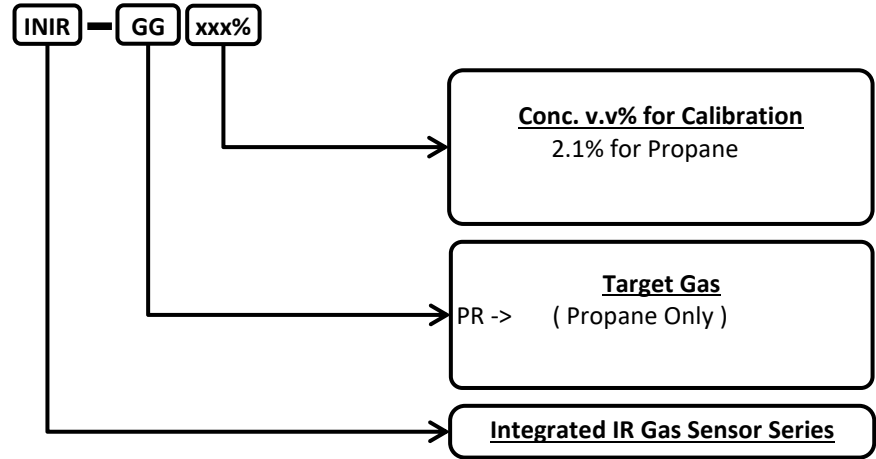 INIR - GG xxx%
Conc. v.v% for Calibration
2.1% for Propane
Target Gas
PR -> ( Propane Only )
Integrated IR Gas Sensor Series